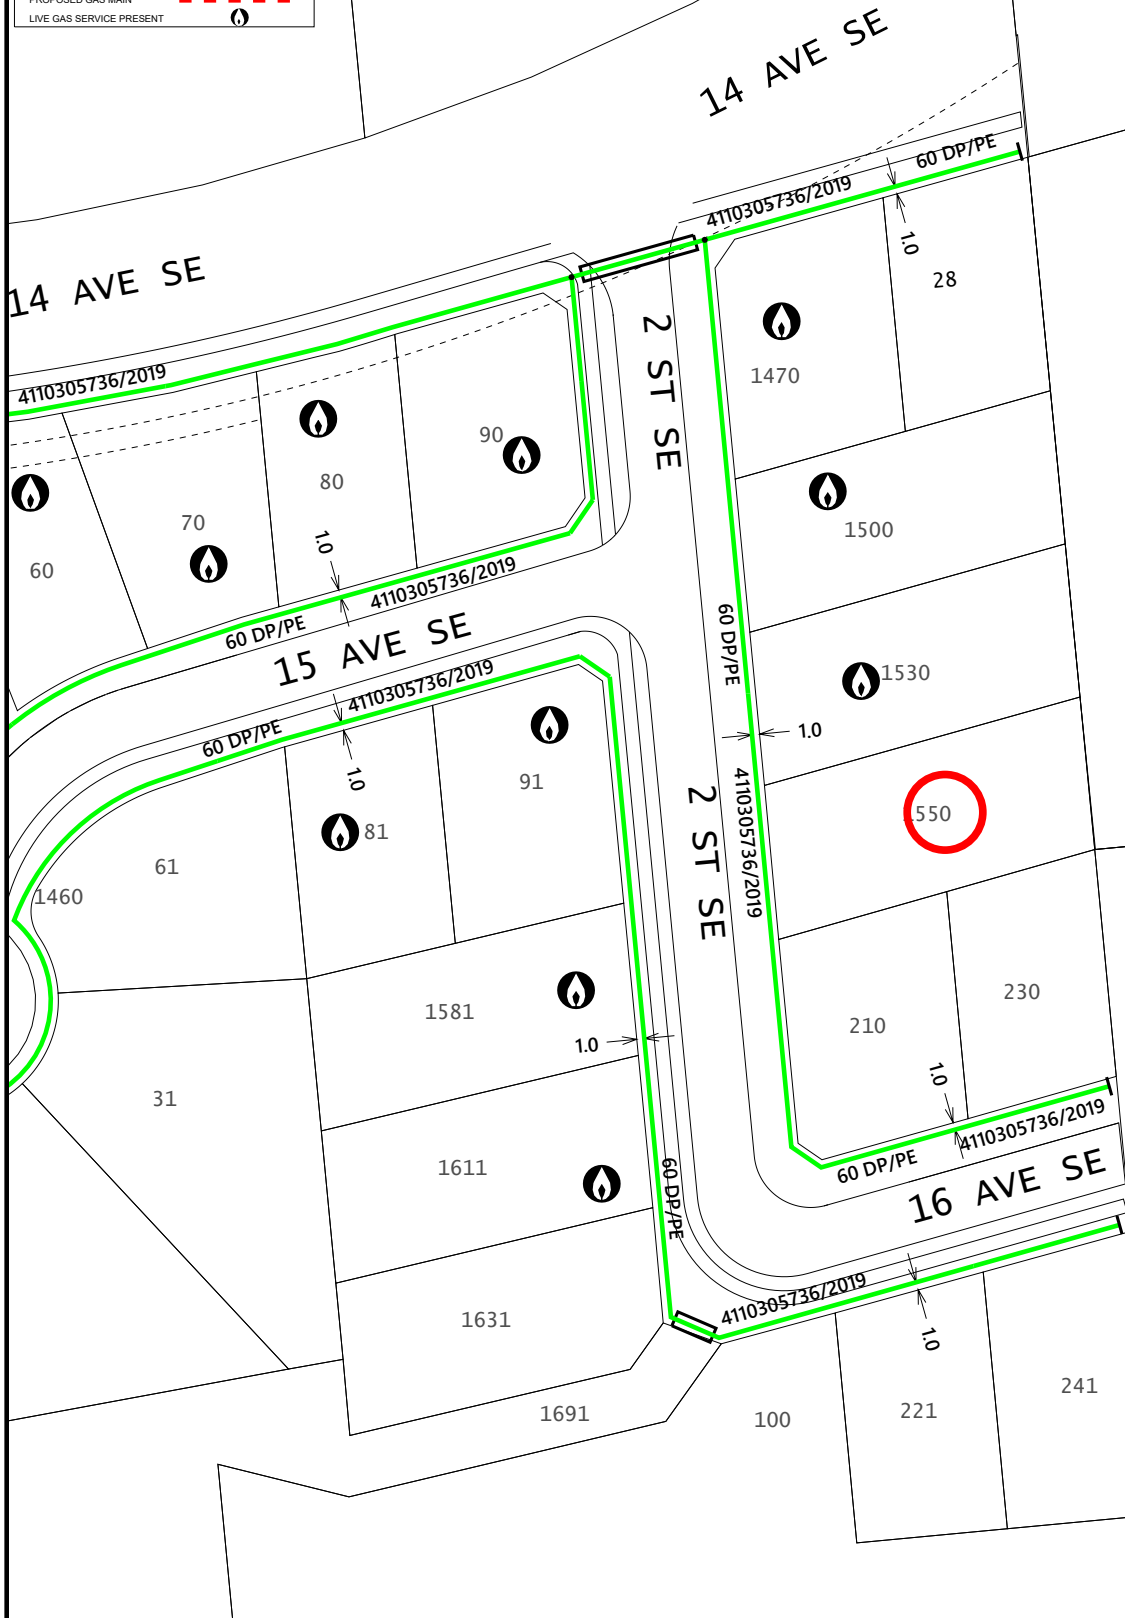 PROPOSED GAS MAIN
LIVE GAS SERVICE PRESENT
14 AVE SE
60 DP/PE
4110305736/2019
1.0
28
14 AVE SE
4110305736/2019
2 ST SE
1470
90
80
70
60
1.0
4110305736/2019
60 DP/PE
15 AVE SE
1500
60 DP/PE
1530
1.0
4110305736/2019
60 DP/PE
1.0
91
81
61
1460
4110305736/2019
2 ST SE
550
1581
1.0
31
210
230
1.0
4110305736/2019
60 DP/PE
16 AVE SE
1611
60 DP/PE
4110305736/2019
1.0
1631
1691
100
221
241